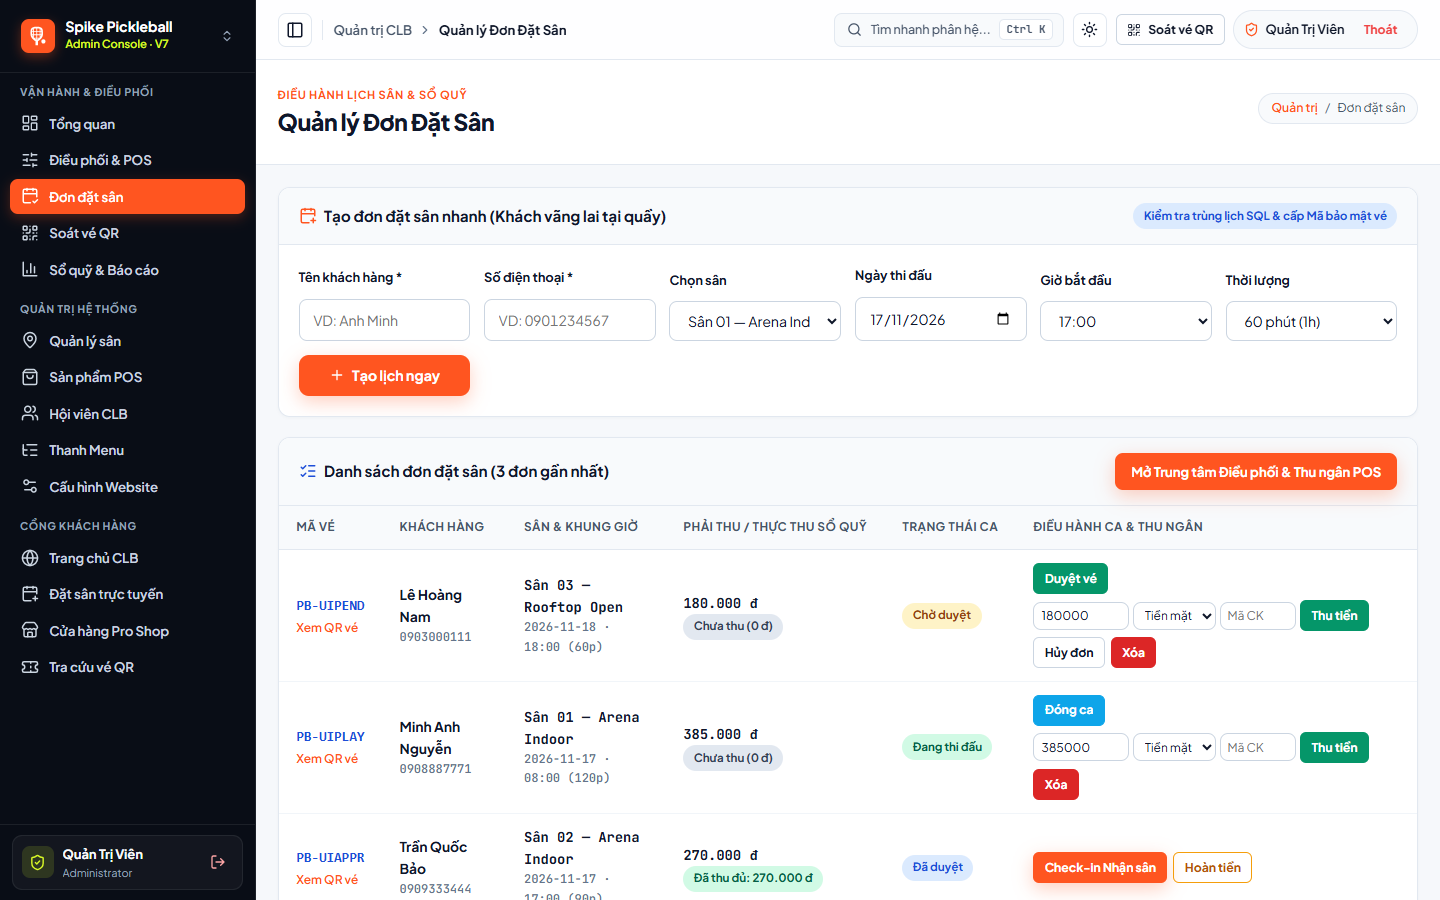 Spike Pickleball
Admin Console · V7
VẬN HÀNH & ĐIỀU PHỐI
Tổng quan
Điều phối & POS
Đơn đặt sân
Soát vé QR
Sổ quỹ & Báo cáo
QUẢN TRỊ HỆ THỐNG
Quản lý sân
Sản phẩm POS
Hội viên CLB
Thanh Menu
Cấu hình Website
CỔNG KHÁCH HÀNG
Trang chủ CLB
Đặt sân trực tuyến
Cửa hàng Pro Shop
Tra cứu vé QR
Quản Trị Viên
Administrator
Quản trị CLB > Quản lý Đơn Đặt Sân
Tìm nhanh phân hệ... Ctrl K
Soát vé QR
Quản Trị Viên Thoát
ĐIỀU HÀNH LỊCH SÂN & SỔ QUỸ
Quản lý Đơn Đặt Sân
Quản trị / Đơn đặt sân
Tạo đơn đặt sân nhanh (Khách vãng lai tại quầy)
Kiểm tra trùng lịch SQL & cấp Mã bảo mật vé
Tên khách hàng * Số điện thoại * Chọn sân Ngày thi đấu Giờ bắt đầu Thời lượng
VD: Anh Minh VD: 0901234567 Sân 01 — Arena Ind 17/11/2026 17:00 60 phút (1h)
+ Tạo lịch ngay
Danh sách đơn đặt sân (3 đơn gần nhất)
Mở Trung tâm Điều phối & Thu ngân POS
MÃ VÉ KHÁCH HÀNG SÂN & KHUNG GIỜ PHẢI THU / THỰC THU SỔ QUỸ TRẠNG THÁI CA ĐIỀU HÀNH CA & THU NGÂN
PB-UIPEND
Xem QR vé
Lê Hoàng
Nam
0903000111
Sân 03 —
Rooftop Open
2026-11-18 ·
18:00 (60p)
180.000 đ
Chưa thu (0 đ)
Chờ duyệt
Duyệt vé
180000 Tiền mặt Mã CK Thu tiền
Hủy đơn Xóa
PB-UIPLAY
Xem QR vé
Minh Anh
Nguyễn
0908887771
Sân 01 — Arena
Indoor
2026-11-17 ·
08:00 (120p)
385.000 đ
Chưa thu (0 đ)
Đang thi đấu
Đóng ca
385000 Tiền mặt Mã CK Thu tiền
Xóa
PB-UIAPPR
Xem QR vé
Trần Quốc
Bảo
0909333444
Sân 02 — Arena
Indoor
2026-11-17 ·
17:00 (90p)
270.000 đ
Đã thu đủ: 270.000 đ
Đã duyệt
Check-in Nhận sân Hoàn tiền